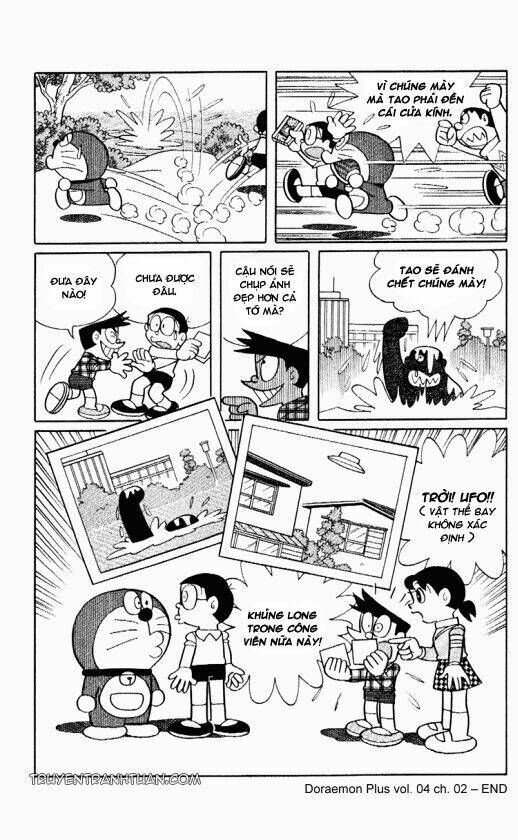 VÌ CHÚNG MÀY
MÀ TAO PHẢI ĐỀN
CÁI CỬA KÍNH.
ĐƯA ĐÂY
NÀO!
CHƯA ĐƯỢC
ĐÂU.
CẬU NÓI SẼ
CHỤP ẢNH
ĐẸP HƠN CẢ
TỚ MÀ?
TAO SẼ ĐÁNH
CHẾT CHÚNG MÀY!
TRỜI! UFO!!
( VẬT THỂ BAY
KHÔNG XÁC
ĐỊNH )
KHỦNG LONG
TRONG CÔNG
VIÊN NỮA NÀY!
TRUYENTRANHTUAN.COM
Doraemon Plus vol. 04 ch. 02 – END